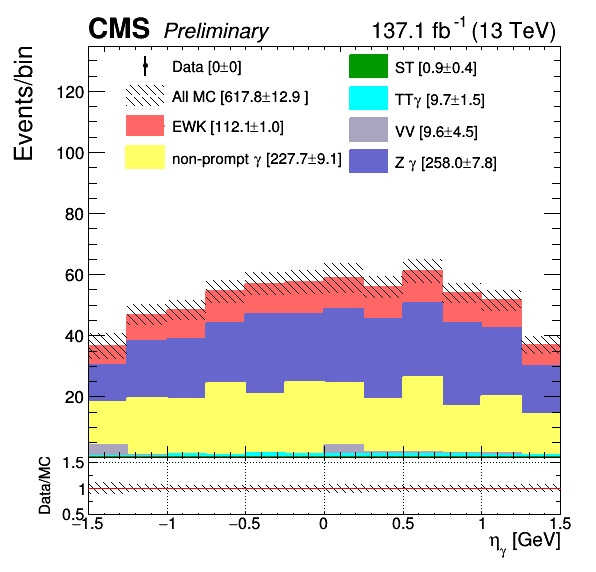 CMS Preliminary 137.1 fb⁻¹ (13 TeV)
Events/bin
Data [0±0]
All MC [617.8±12.9 ]
EWK [112.1±1.0]
non-prompt γ [227.7±9.1]
ST [0.9±0.4]
TTγ [9.7±1.5]
VV [9.6±4.5]
Z γ [258.0±7.8]
120
100
80
60
40
20
Data/MC
1.5
1
0.5
−1.5 −1 −0.5 0 0.5 1 1.5
η_γ [GeV]